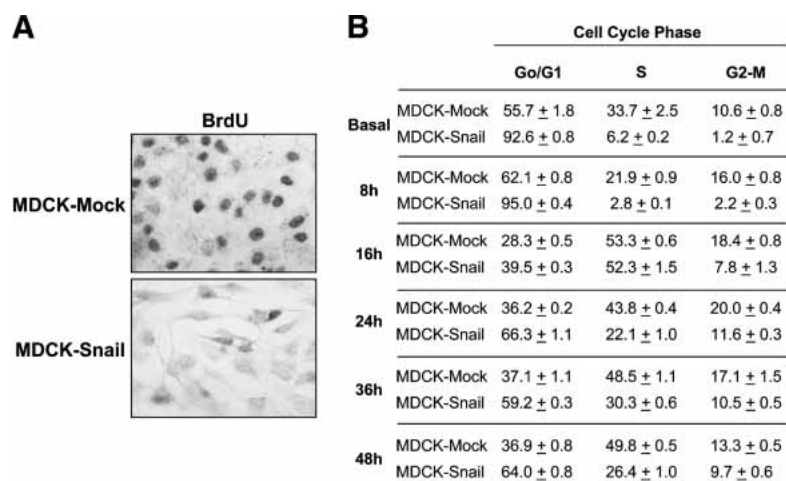 A
B
BrdU
MDCK-Mock
MDCK-Snail
Cell Cycle Phase
Go/G1 S G2-M
Basal
MDCK-Mock 55.7 ± 1.8 33.7 ± 2.5 10.6 ± 0.8
MDCK-Snail 92.6 ± 0.8 6.2 ± 0.2 1.2 ± 0.7
8h
MDCK-Mock 62.1 ± 0.8 21.9 ± 0.9 16.0 ± 0.8
MDCK-Snail 95.0 ± 0.4 2.8 ± 0.1 2.2 ± 0.3
16h
MDCK-Mock 28.3 ± 0.5 53.3 ± 0.6 18.4 ± 0.8
MDCK-Snail 39.5 ± 0.3 52.3 ± 1.5 7.8 ± 1.3
24h
MDCK-Mock 36.2 ± 0.2 43.8 ± 0.4 20.0 ± 0.4
MDCK-Snail 66.3 ± 1.1 22.1 ± 1.0 11.6 ± 0.3
36h
MDCK-Mock 37.1 ± 1.1 48.5 ± 1.1 17.1 ± 1.5
MDCK-Snail 59.2 ± 0.3 30.3 ± 0.6 10.5 ± 0.5
48h
MDCK-Mock 36.9 ± 0.8 49.8 ± 0.5 13.3 ± 0.5
MDCK-Snail 64.0 ± 0.8 26.4 ± 1.0 9.7 ± 0.6